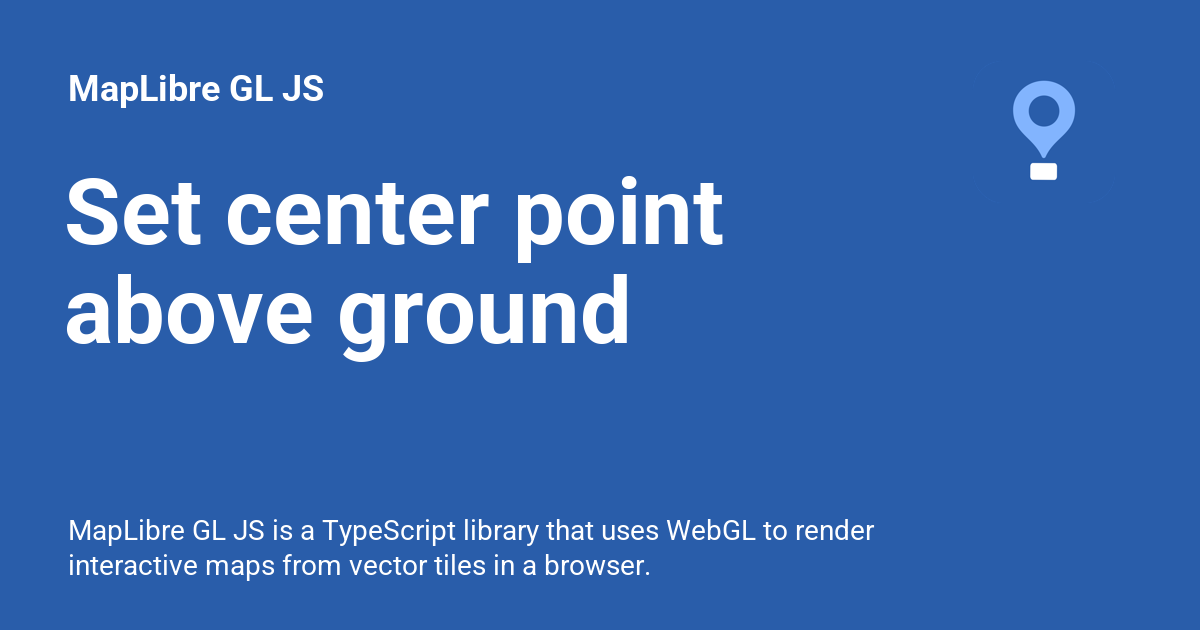 MapLibre GL JS
Set center point
above ground
MapLibre GL JS is a TypeScript library that uses WebGL to render
interactive maps from vector tiles in a browser.